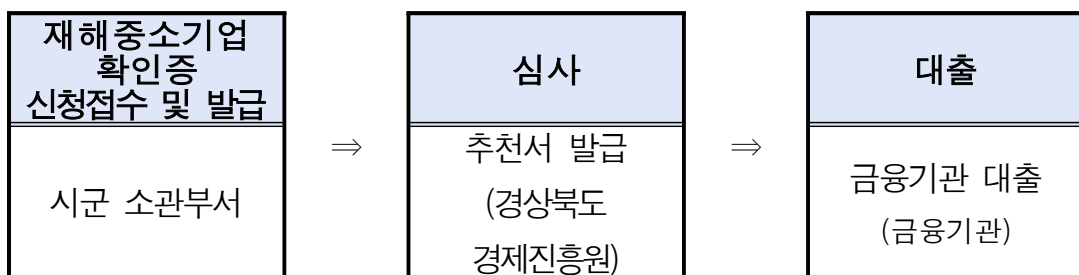 재해중소기업
확인증
신청접수 및 발급
시군 소관부서
⇒
심사
추천서 발급
(경상북도
경제진흥원)
⇒
대출
금융기관 대출
(금융기관)